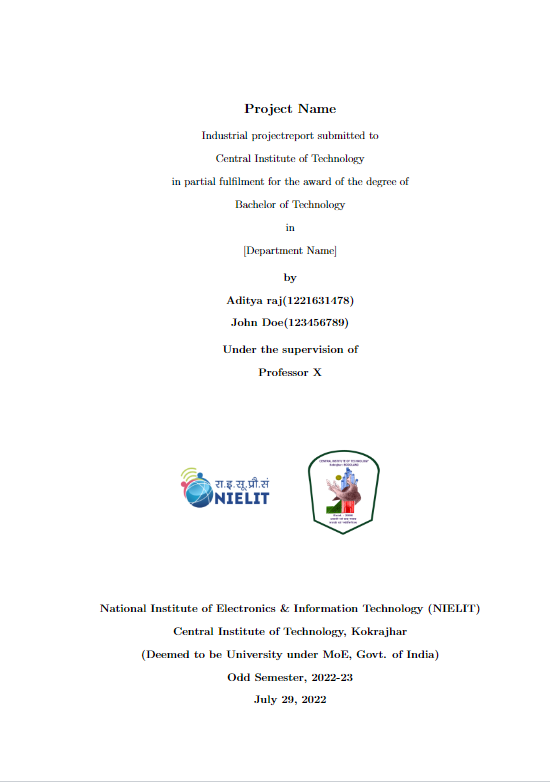 Project Name
Industrial projectreport submitted to
Central Institute of Technology
in partial fulfilment for the award of the degree of
Bachelor of Technology
in
[Department Name]
by
Aditya raj(1221631478)
John Doe(123456789)
Under the supervision of
Professor X
रा.इ.सू.प्रौ.सं
NIELIT
CENTRAL INSTITUTE OF TECHNOLOGY
National Institute of Electronics & Information Technology (NIELIT)
Central Institute of Technology, Kokrajhar
(Deemed to be University under MoE, Govt. of India)
Odd Semester, 2022-23
July 29, 2022